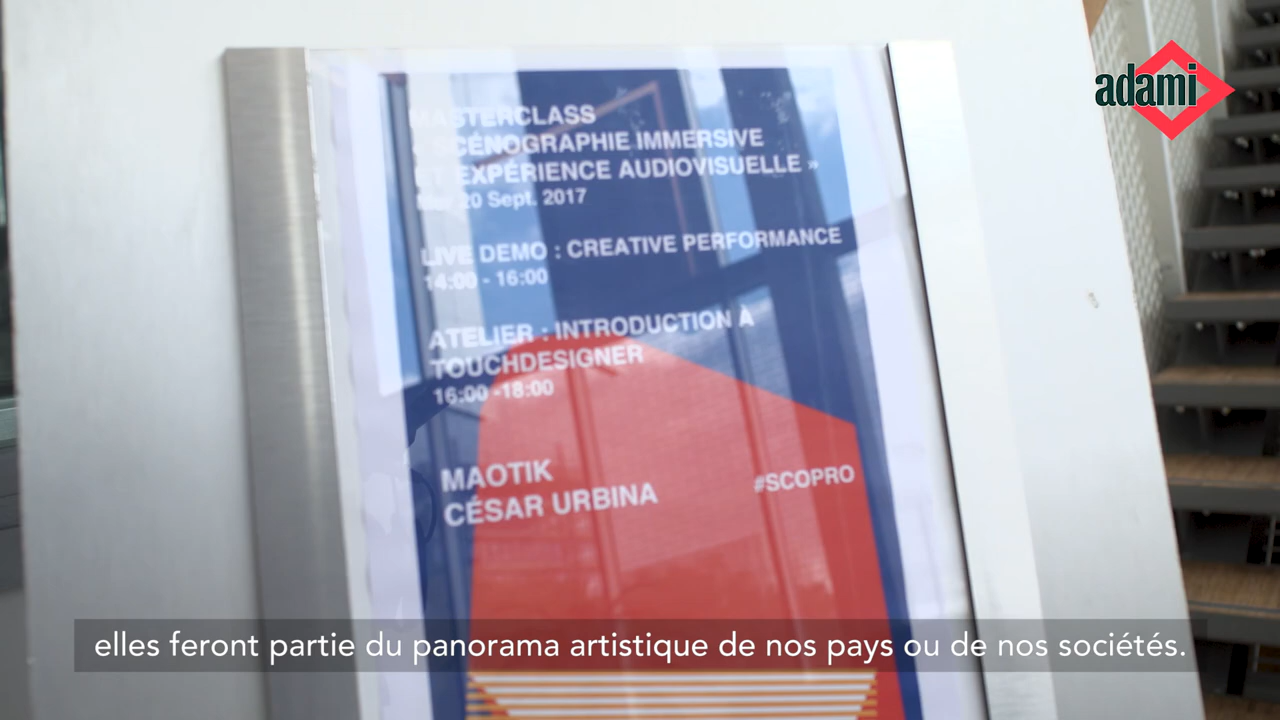 adami
MASTERCLASS
SCÉNOGRAPHIE IMMERSIVE
ET EXPÉRIENCE AUDIOVISUELLE »
20 Sept. 2017
LIVE DEMO : CREATIVE PERFORMANCE
14:00 - 16:00
ATELIER : INTRODUCTION À
TOUCHDESIGNER
16:00 -18:00
MAOTIK
CÉSAR URBINA
#SCOPRO
elles feront partie du panorama artistique de nos pays ou de nos sociétés.